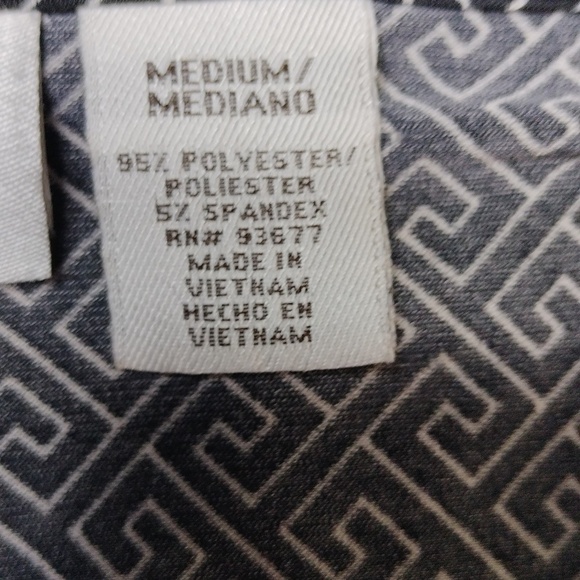 MEDIUM/
MEDIANO
95% POLYESTER/
POLIESTER
5% SPANDEX
RN# 93677
MADE IN
VIETNAM
HECHO EN
VIETNAM